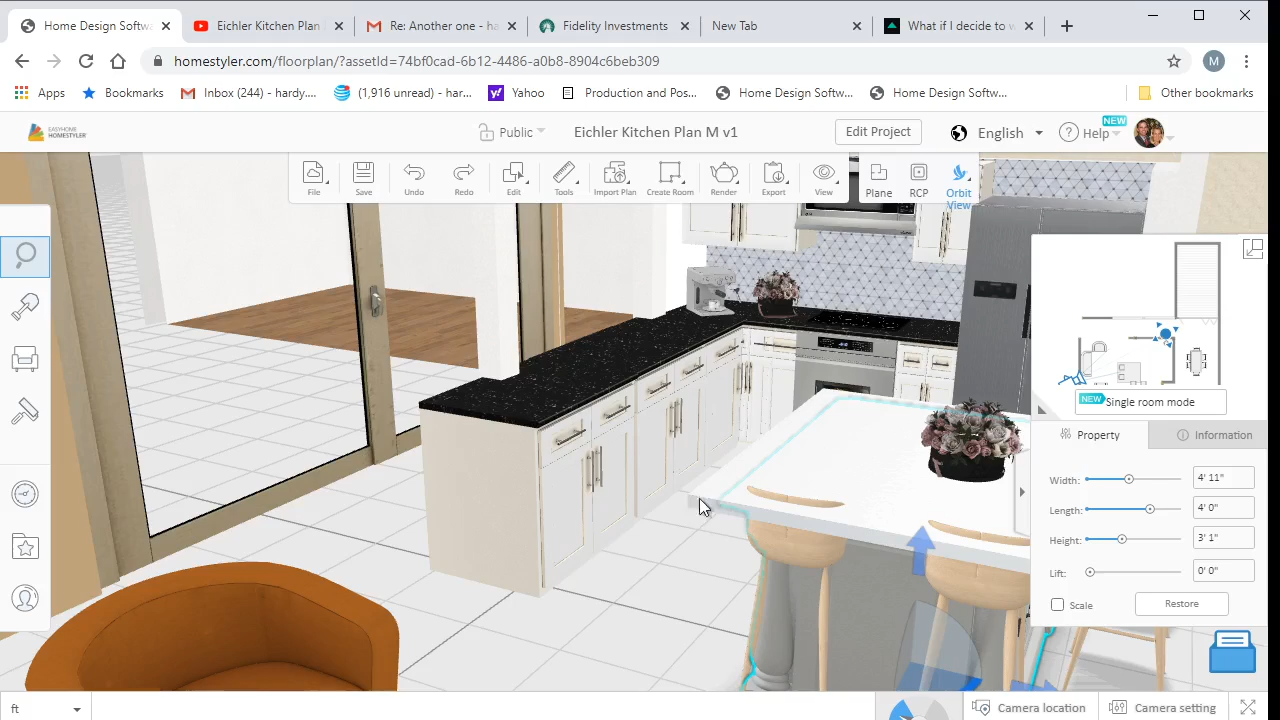 Home Design Softwa
Eichler Kitchen Plan
Re: Another one - ha
Fidelity Investments
New Tab
What if I decide to w
homestyler.com/floorplan/?assetId=74bf0cad-6b12-4486-a0b8-8904c6beb309
M
Apps
Bookmarks
Inbox (244) - hardy....
(1,916 unread) - har...
Yahoo
Production and Pos...
Home Design Softw...
Home Design Softw...
Other bookmarks
EASYHOME
HOMESTYLER
Public
Eichler Kitchen Plan M v1
Edit Project
English
Help
NEW
File
Save
Undo
Redo
Edit
Tools
Import Plan
Create Room
Render
Export
View
Plane
RCP
Orbit
View
NEW
Single room mode
Property
Information
Width:
4' 11"
Length:
4' 0"
Height:
3' 1"
Lift:
0' 0"
Scale
Restore
ft
Camera location
Camera setting